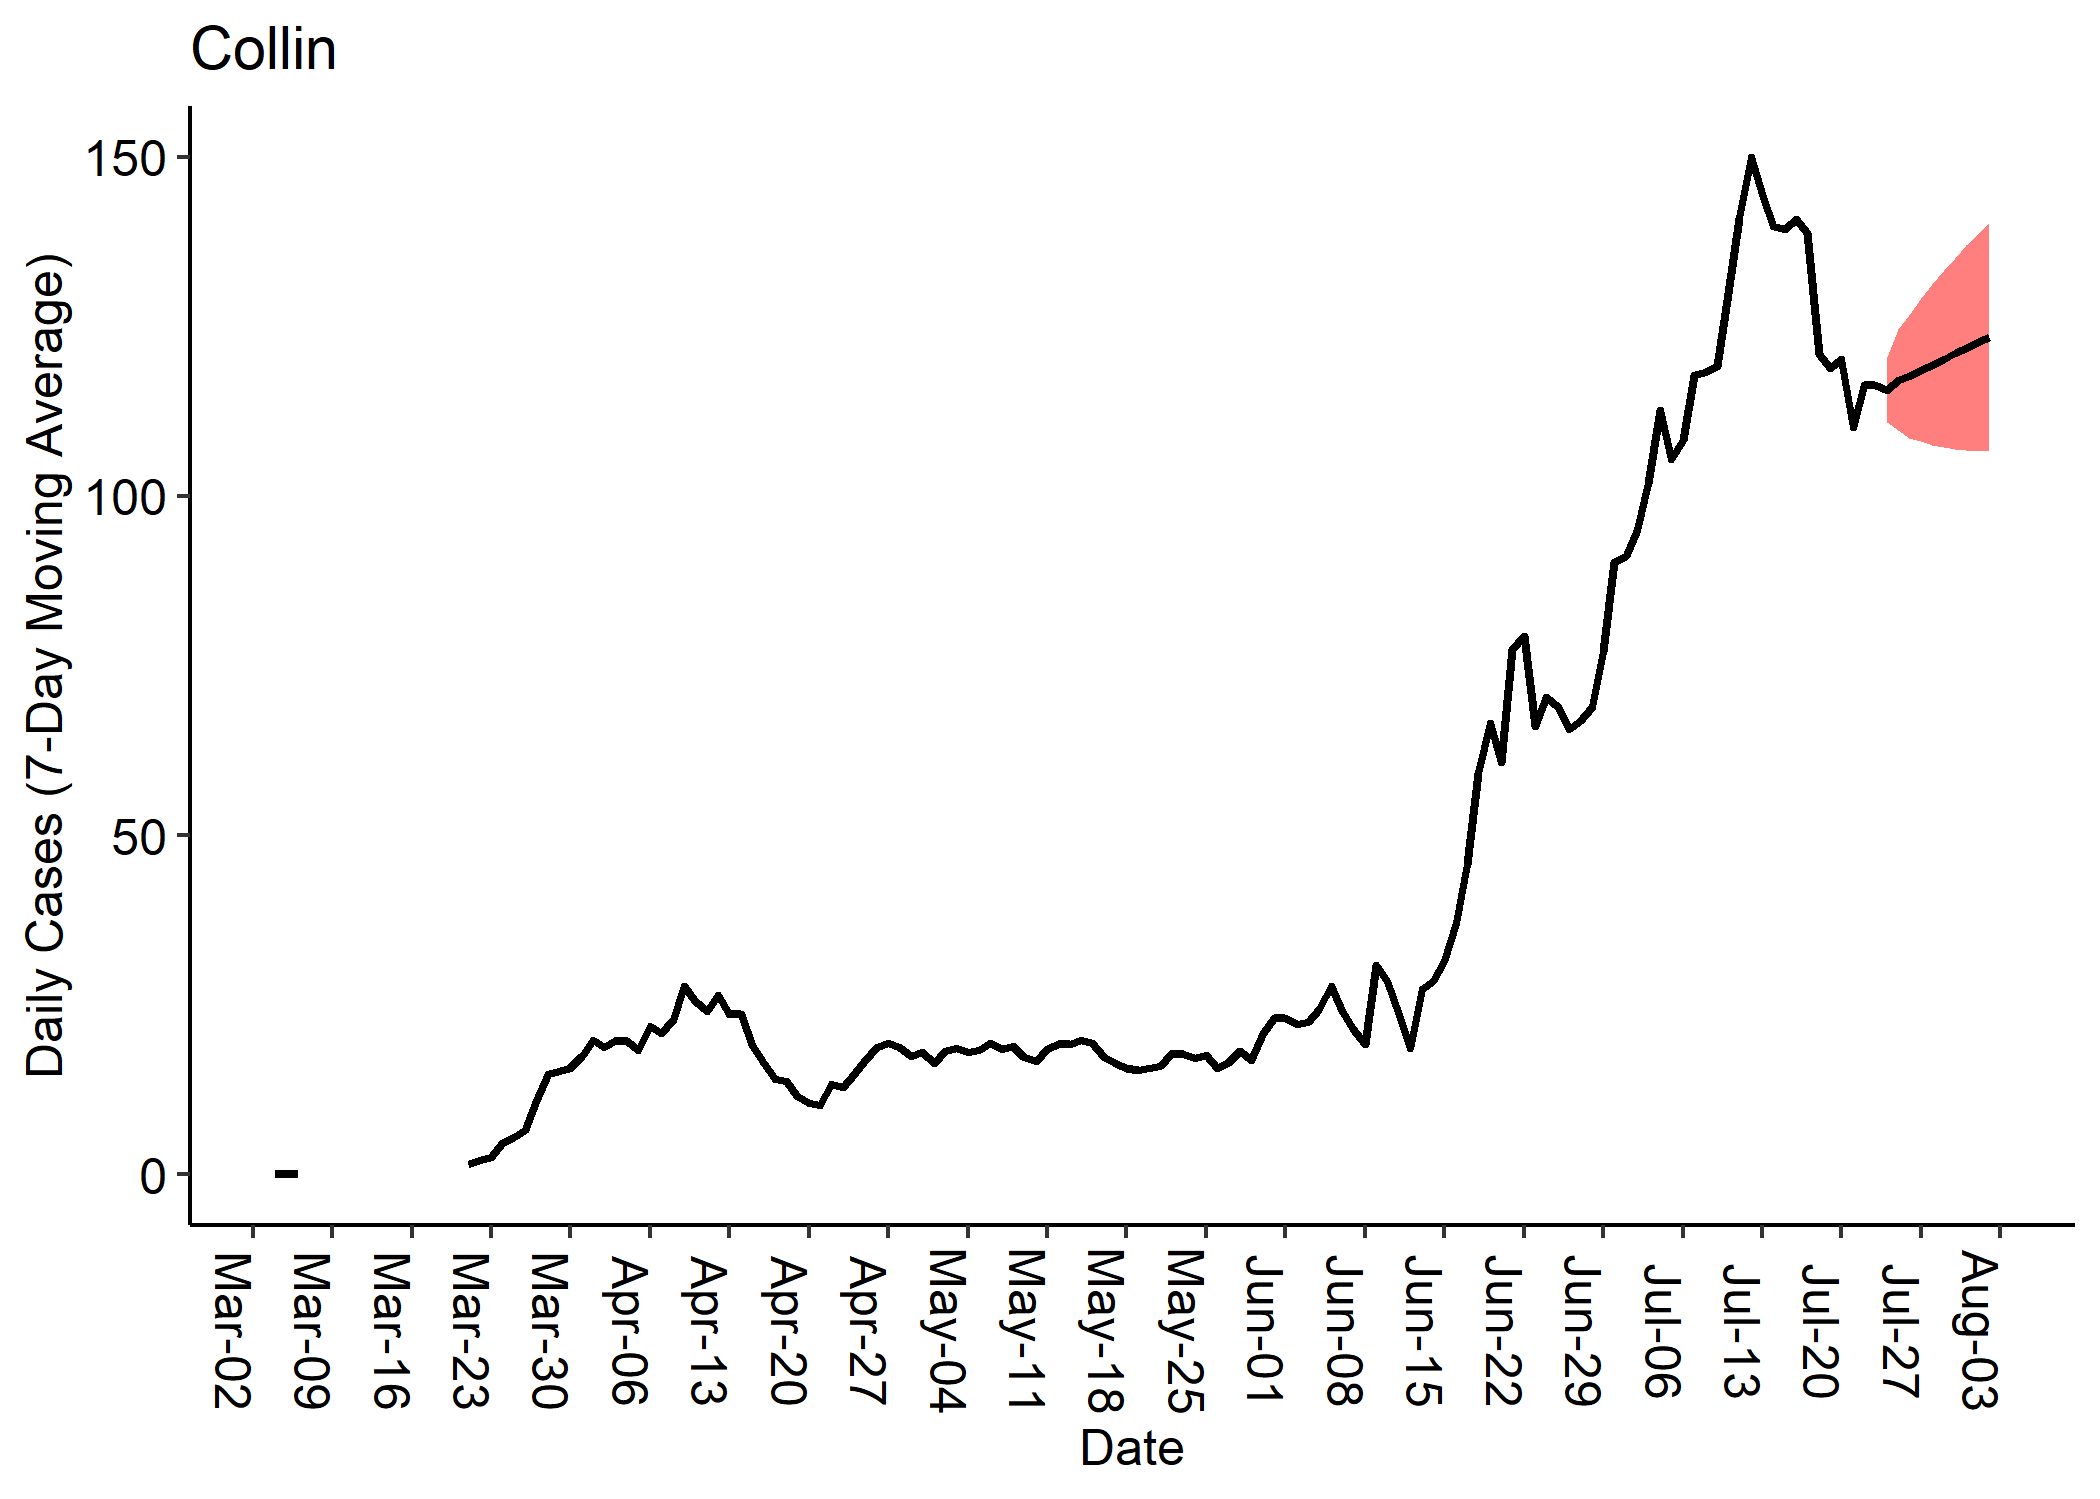 Collin
Daily Cases (7-Day Moving Average)
150
100
50
0
Mar-02
Mar-09
Mar-16
Mar-23
Mar-30
Apr-06
Apr-13
Apr-20
Apr-27
May-04
May-11
May-18
May-25
Jun-01
Jun-08
Jun-15
Jun-22
Jun-29
Jul-06
Jul-13
Jul-20
Jul-27
Aug-03
Date